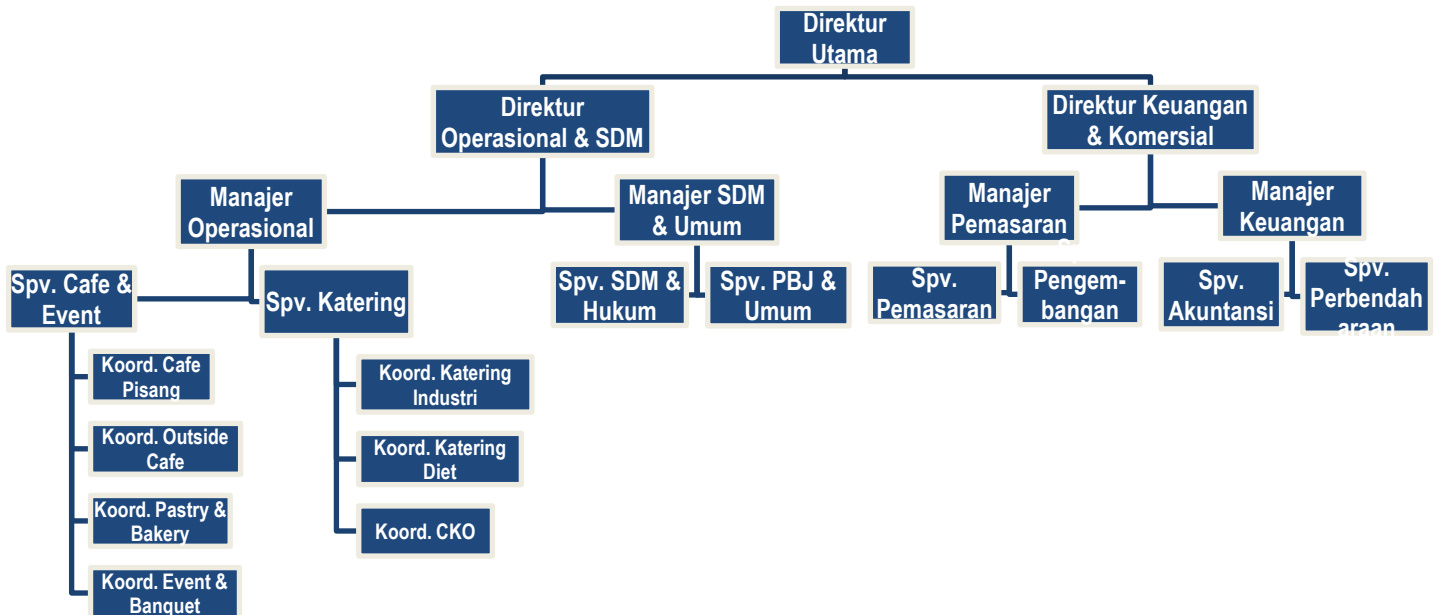 Direktur
Utama
Direktur
Operasional & SDM
Direktur Keuangan
& Komersial
Manajer
Operasional
Manajer SDM
& Umum
Manajer
Pemasaran
Manajer
Keuangan
Spv. Cafe &
Event
Spv. Katering
Spv. SDM &
Hukum
Spv. PBJ &
Umum
Spv.
Pemasaran
Pengem-
bangan
Spv.
Akuntansi
Spv.
Perbendah
araan
Koord. Cafe
Pisang
Koord. Outside
Cafe
Koord. Pastry &
Bakery
Koord. Event &
Banquet
Koord. Katering
Industri
Koord. Katering
Diet
Koord. CKO